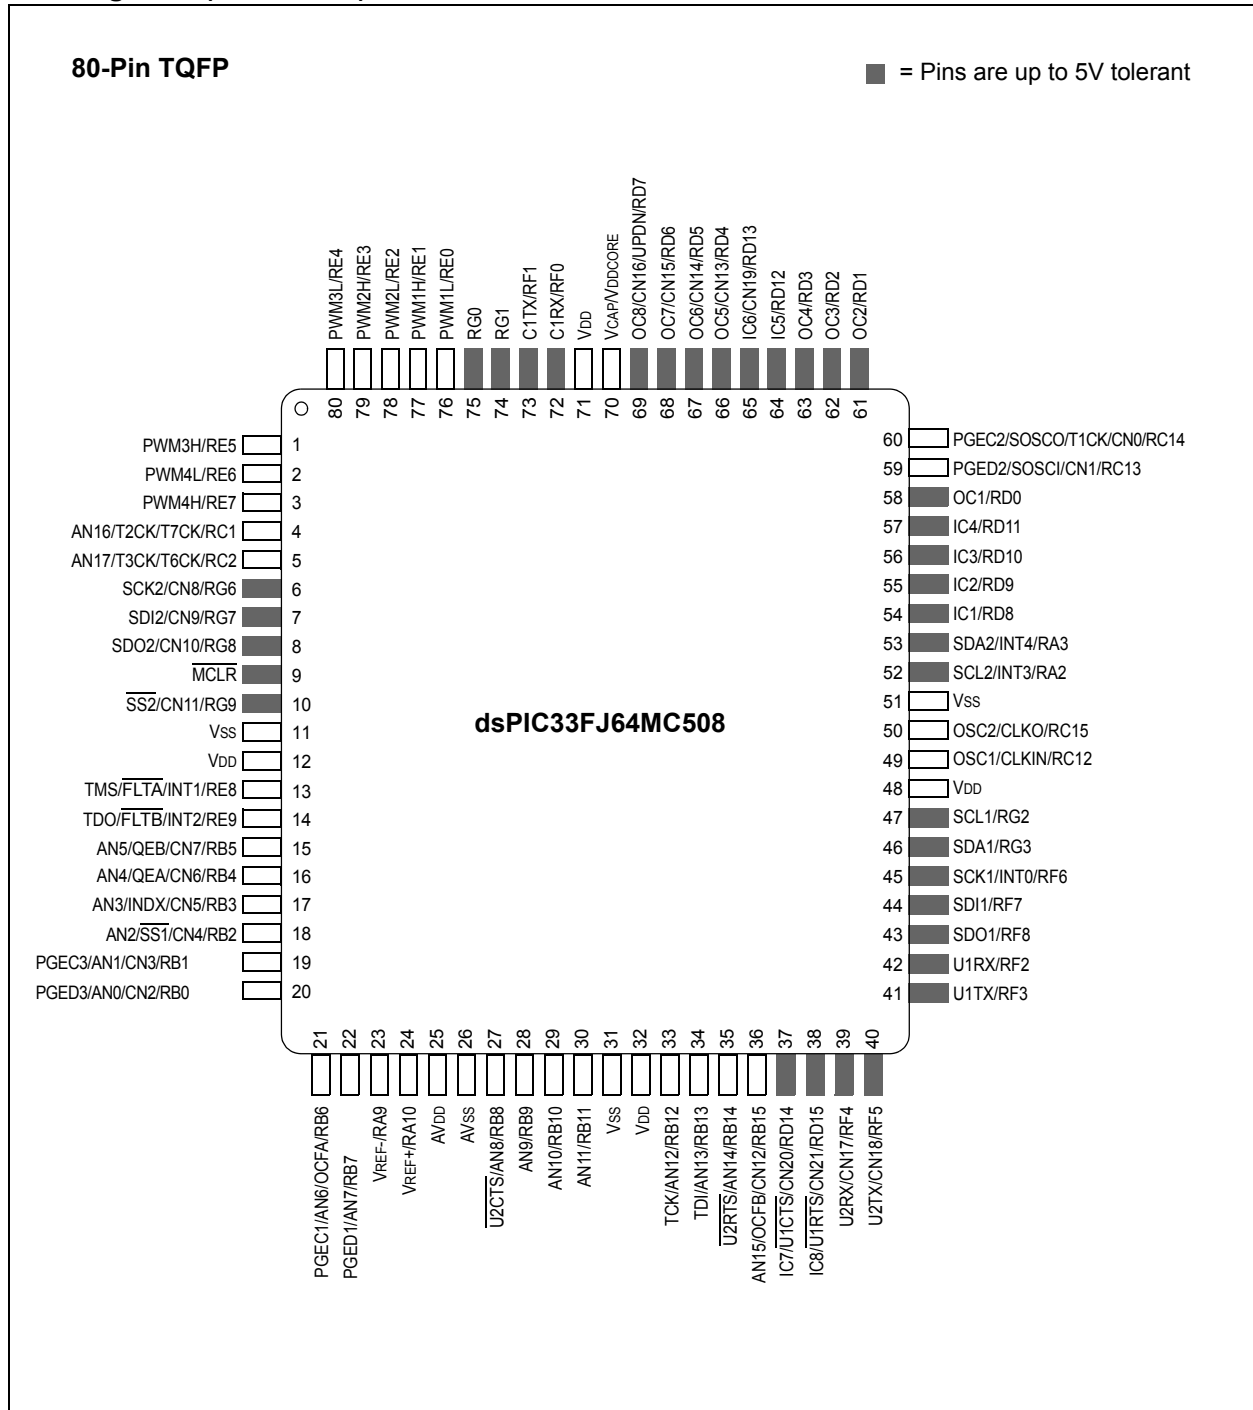 80-Pin TQFP
= Pins are up to 5V tolerant
PWM3L/RE4
PWM2H/RE3
PWM2L/RE2
PWM1H/RE1
PWM1L/RE0
RG0
RG1
C1TX/RF1
C1RX/RF0
VDD
VCAP/VDDCORE
OC8/CN16/UPDN/RD7
OC7/CN15/RD6
OC6/CN14/RD5
OC5/CN13/RD4
IC6/CN19/RD13
IC5/RD12
OC4/RD3
OC3/RD2
OC2/RD1
80
79
78
77
76
75
74
73
72
71
70
69
68
67
66
65
64
63
62
61
PWM3H/RE5 1
PWM4L/RE6 2
PWM4H/RE7 3
AN16/T2CK/T7CK/RC1 4
AN17/T3CK/T6CK/RC2 5
SCK2/CN8/RG6 6
SDI2/CN9/RG7 7
SDO2/CN10/RG8 8
MCLR 9
SS2/CN11/RG9 10
VSS 11
VDD 12
TMS/FLTA/INT1/RE8 13
TDO/FLTB/INT2/RE9 14
AN5/QEB/CN7/RB5 15
AN4/QEA/CN6/RB4 16
AN3/INDX/CN5/RB3 17
AN2/SS1/CN4/RB2 18
PGEC3/AN1/CN3/RB1 19
PGED3/AN0/CN2/RB0 20
dsPIC33FJ64MC508
60 PGEC2/SOSCO/T1CK/CN0/RC14
59 PGED2/SOSCI/CN1/RC13
58 OC1/RD0
57 IC4/RD11
56 IC3/RD10
55 IC2/RD9
54 IC1/RD8
53 SDA2/INT4/RA3
52 SCL2/INT3/RA2
51 VSS
50 OSC2/CLKO/RC15
49 OSC1/CLKIN/RC12
48 VDD
47 SCL1/RG2
46 SDA1/RG3
45 SCK1/INT0/RF6
44 SDI1/RF7
43 SDO1/RF8
42 U1RX/RF2
41 U1TX/RF3
21
22
23
24
25
26
27
28
29
30
31
32
33
34
35
36
37
38
39
40
PGEC1/AN6/OCFA/RB6
PGED1/AN7/RB7
VREF-/RA9
VREF+/RA10
AVDD
AVSS
U2CTS/AN8/RB8
AN9/RB9
AN10/RB10
AN11/RB11
VSS
VDD
TCK/AN12/RB12
TDI/AN13/RB13
U2RTS/AN14/RB14
AN15/OCFB/CN12/RB15
IC7/U1CTS/CN20/RD14
IC8/U1RTS/CN21/RD15
U2RX/CN17/RF4
U2TX/CN18/RF5